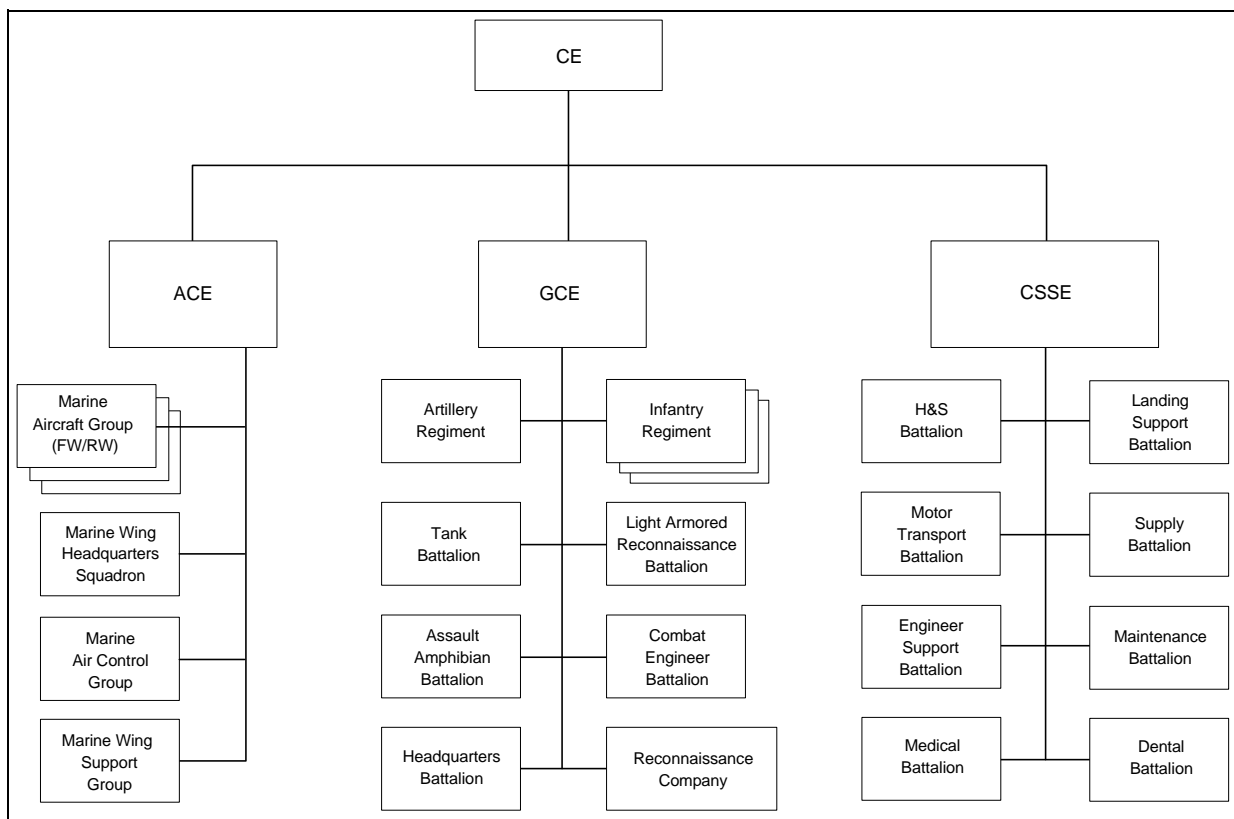 CE
ACE
GCE
CSSE
Marine
Aircraft Group
(FW/RW)
Marine Wing
Headquarters
Squadron
Marine
Air Control
Group
Marine Wing
Support
Group
Artillery
Regiment
Infantry
Regiment
Tank
Battalion
Light Armored
Reconnaissance
Battalion
Assault
Amphibian
Battalion
Combat
Engineer
Battalion
Headquarters
Battalion
Reconnaissance
Company
H&S
Battalion
Landing
Support
Battalion
Motor
Transport
Battalion
Supply
Battalion
Engineer
Support
Battalion
Maintenance
Battalion
Medical
Battalion
Dental
Battalion